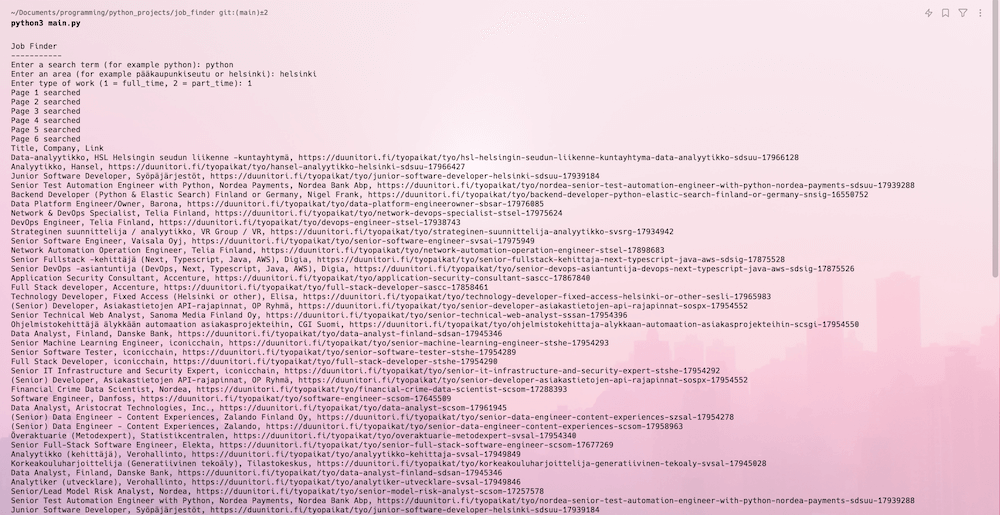 ~/Documents/programming/python_projects/job_finder git:(main)±2
python3 main.py
Job Finder
-----------
Enter a search term (for example python): python
Enter an area (for example pääkaupunkiseutu or helsinki): helsinki
Enter type of work (1 = full_time, 2 = part_time): 1
Page 1 searched
Page 2 searched
Page 3 searched
Page 4 searched
Page 5 searched
Page 6 searched
Title, Company, Link
Data-analyytikko, HSL Helsingin seudun liikenne -kuntayhtymä, https://duunitori.fi/tyopaikat/tyo/hsl-helsingin-seudun-liikenne-kuntayhtyma-data-analyytikko-sdsuu-17966128
Analyytikko, Hansel, https://duunitori.fi/tyopaikat/tyo/hansel-analyytikko-helsinki-sdsuu-17966427
Junior Software Developer, Syöpäjärjestöt, https://duunitori.fi/tyopaikat/tyo/junior-software-developer-helsinki-sdsuu-17939184
Senior Test Automation Engineer with Python, Nordea Payments, Nordea Bank Abp, https://duunitori.fi/tyopaikat/tyo/nordea-senior-test-automation-engineer-with-python-nordea-payments-sdsuu-17939288
Backend Developer (Python & Elastic Search) Finland or Germany, Nigel Frank, https://duunitori.fi/tyopaikat/tyo/backend-developer-python-elastic-search-finland-or-germany-snsig-16550752
Data Platform Engineer/Owner, Barona, https://duunitori.fi/tyopaikat/tyo/data-platform-engineerowner-sbsar-17976085
Network & DevOps Specialist, Telia Finland, https://duunitori.fi/tyopaikat/tyo/network-devops-specialist-stsel-17975624
DevOps Engineer, Telia Finland, https://duunitori.fi/tyopaikat/tyo/devops-engineer-stsel-17938743
Strateginen suunnittelija / analyytikko, VR Group / VR, https://duunitori.fi/tyopaikat/tyo/strateginen-suunnittelija-analyytikko-svsrg-17934942
Senior Software Engineer, Vaisala Oyj, https://duunitori.fi/tyopaikat/tyo/senior-software-engineer-svsai-17975949
Network Automation Operation Engineer, Telia Finland, https://duunitori.fi/tyopaikat/tyo/network-automation-operation-engineer-stsel-17898683
Senior Fullstack -kehittäjä (Next, Typescript, Java, AWS), Digia, https://duunitori.fi/tyopaikat/tyo/senior-fullstack-kehittaja-next-typescript-java-aws-sdsig-17875528
Senior DevOps -asiantuntija (DevOps, Next, Typescript, Java, AWS), Digia, https://duunitori.fi/tyopaikat/tyo/senior-devops-asiantuntija-devops-next-typescript-java-aws-sdsig-17875526
Application Security Consultant, Accenture, https://duunitori.fi/tyopaikat/tyo/application-security-consultant-sascc-17867840
Full Stack developer, Accenture, https://duunitori.fi/tyopaikat/tyo/full-stack-developer-sascc-17858461
Technology Developer, Fixed Access (Helsinki or other), Elisa, https://duunitori.fi/tyopaikat/tyo/technology-developer-fixed-access-helsinki-or-other-sesli-17965983
(Senior) Developer, Asiakastietojen API-rajapinnat, OP Ryhmä, https://duunitori.fi/tyopaikat/tyo/senior-developer-asiakastietojen-api-rajapinnat-sospx-17954552
Senior Technical Web Analyst, Sanoma Media Finland Oy, https://duunitori.fi/tyopaikat/tyo/senior-technical-web-analyst-sssan-17954396
Ohjelmistokehittäjä älykkään automaation asiakasprojekteihin, CGI Suomi, https://duunitori.fi/tyopaikat/tyo/ohjelmistokehittaja-alykkaan-automaation-asiakasprojekteihin-scsgi-17954550
Data Analyst, Finland, Danske Bank, https://duunitori.fi/tyopaikat/tyo/data-analyst-finland-sdsan-17945346
Senior Machine Learning Engineer, iconicchain, https://duunitori.fi/tyopaikat/tyo/senior-machine-learning-engineer-stshe-17954293
Senior Software Tester, iconicchain, https://duunitori.fi/tyopaikat/tyo/senior-software-tester-stshe-17954289
Full Stack Developer, iconicchain, https://duunitori.fi/tyopaikat/tyo/full-stack-developer-stshe-17954290
Senior IT Infrastructure and Security Expert, iconicchain, https://duunitori.fi/tyopaikat/tyo/senior-it-infrastructure-and-security-expert-stshe-17954292
(Senior) Developer, Asiakastietojen API-rajapinnat, OP Ryhmä, https://duunitori.fi/tyopaikat/tyo/senior-developer-asiakastietojen-api-rajapinnat-sospx-17954552
Financial Crime Data Scientist, Nordea, https://duunitori.fi/tyopaikat/tyo/financial-crime-data-scientist-scsom-17288393
Software Engineer, Danfoss, https://duunitori.fi/tyopaikat/tyo/software-engineer-scsom-17645509
Data Analyst, Aristocrat Technologies, Inc., https://duunitori.fi/tyopaikat/tyo/data-analyst-scsom-17961945
(Senior) Data Engineer - Content Experiences, Zalando Finland Oy, https://duunitori.fi/tyopaikat/tyo/senior-data-engineer-content-experiences-szsal-17954278
(Senior) Data Engineer - Content Experiences, Zalando, https://duunitori.fi/tyopaikat/tyo/senior-data-engineer-content-experiences-scsom-17958963
Överaktuarie (Metodexpert), Statistikcentralen, https://duunitori.fi/tyopaikat/tyo/overaktuarie-metodexpert-svsal-17954340
Senior Full-Stack Software Engineer, Elekta, https://duunitori.fi/tyopaikat/tyo/senior-full-stack-software-engineer-scsom-17677269
Analyytikko (kehittäjä), Verohallinto, https://duunitori.fi/tyopaikat/tyo/analyytikko-kehittaja-svsal-17949849
Korkeakouluharjoittelija (Generatiivinen tekoäly), Tilastokeskus, https://duunitori.fi/tyopaikat/tyo/korkeakouluharjoittelija-generatiivinen-tekoaly-svsal-17945028
Data Analyst, Finland, Danske Bank, https://duunitori.fi/tyopaikat/tyo/data-analyst-finland-sdsan-17945346
Analytiker (utvecklare), Verohallinto, https://duunitori.fi/tyopaikat/tyo/analytiker-utvecklare-svsal-17949846
Senior/Lead Model Risk Analyst, Nordea, https://duunitori.fi/tyopaikat/tyo/senior-model-risk-analyst-scsom-17257578
Senior Test Automation Engineer with Python, Nordea Payments, Nordea Bank Abp, https://duunitori.fi/tyopaikat/tyo/nordea-senior-test-automation-engineer-with-python-nordea-payments-sdsuu-17939288
Junior Software Developer, Syöpäjärjestöt, https://duunitori.fi/tyopaikat/tyo/junior-software-developer-helsinki-sdsuu-17939184